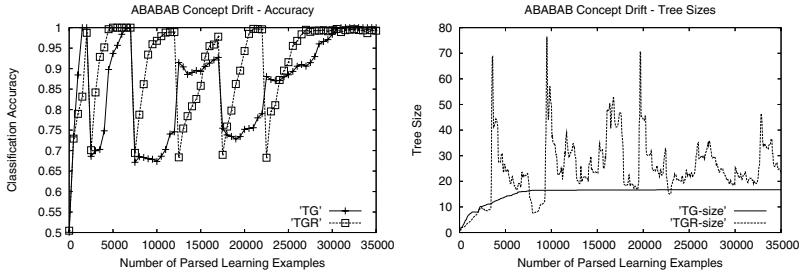 ABABAB Concept Drift - Accuracy
1
0.95
0.9
0.85
0.8
0.75
0.7
0.65
0.6
0.55
0.5
Classification Accuracy
0 5000 10000 15000 20000 25000 30000 35000
Number of Parsed Learning Examples
'TG'
'TGR'
ABABAB Concept Drift - Tree Sizes
80
70
60
50
40
30
20
10
0
Tree Size
0 5000 10000 15000 20000 25000 30000 35000
Number of Parsed Learning Examples
'TG-size'
'TGR-size'